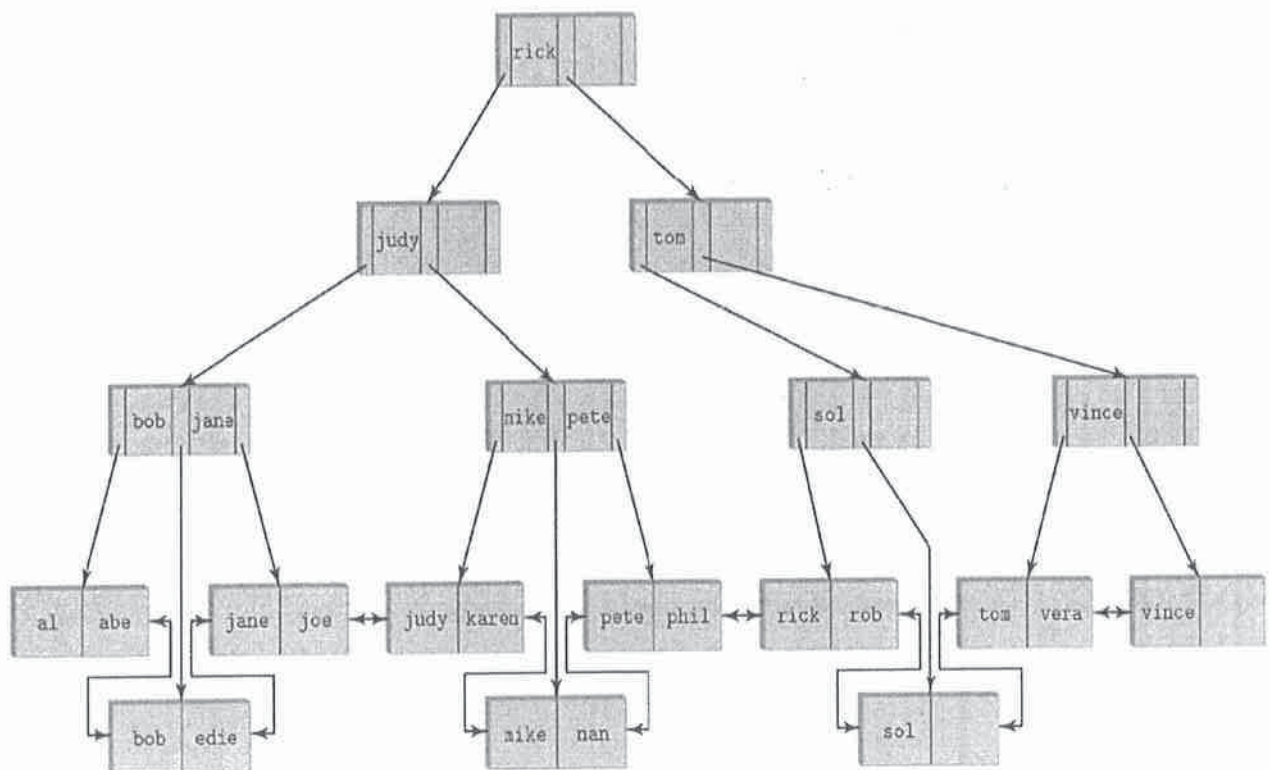 rick
judy tom
bob jane mike pete sol vince
al abe jane joe judy karen pete phil rick rob tom vera vince
bob edie mike nan sol